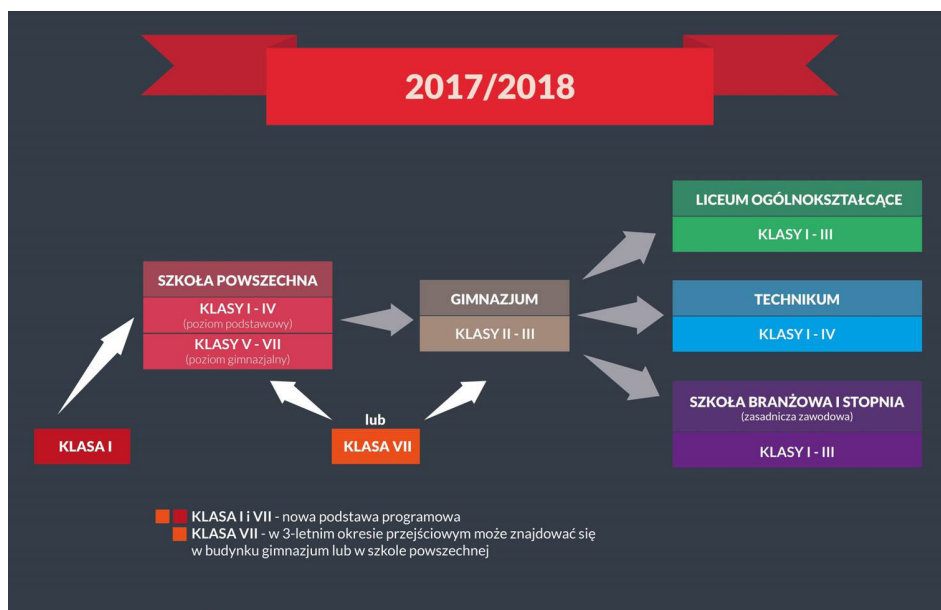 2017/2018
LICEUM OGÓLNOKSZTAŁCĄCE
KLASY I - III
SZKOŁA POWSZECHNA
KLASY I - IV
(poziom podstawowy)
KLASY V - VII
(poziom gimnazjalny)
GIMNAZJUM
KLASY II - III
TECHNIKUM
KLASY I - IV
SZKOŁA BRANŻOWA I STOPNIA
(zasadnicza zawodowa)
KLASY I - III
KLASA I
lub
KLASA VII
KLASA I i VII - nowa podstawa programowa
KLASA VII - w 3-letnim okresie przejściowym może znajdować się
w budynku gimnazjum lub w szkole powszechnej